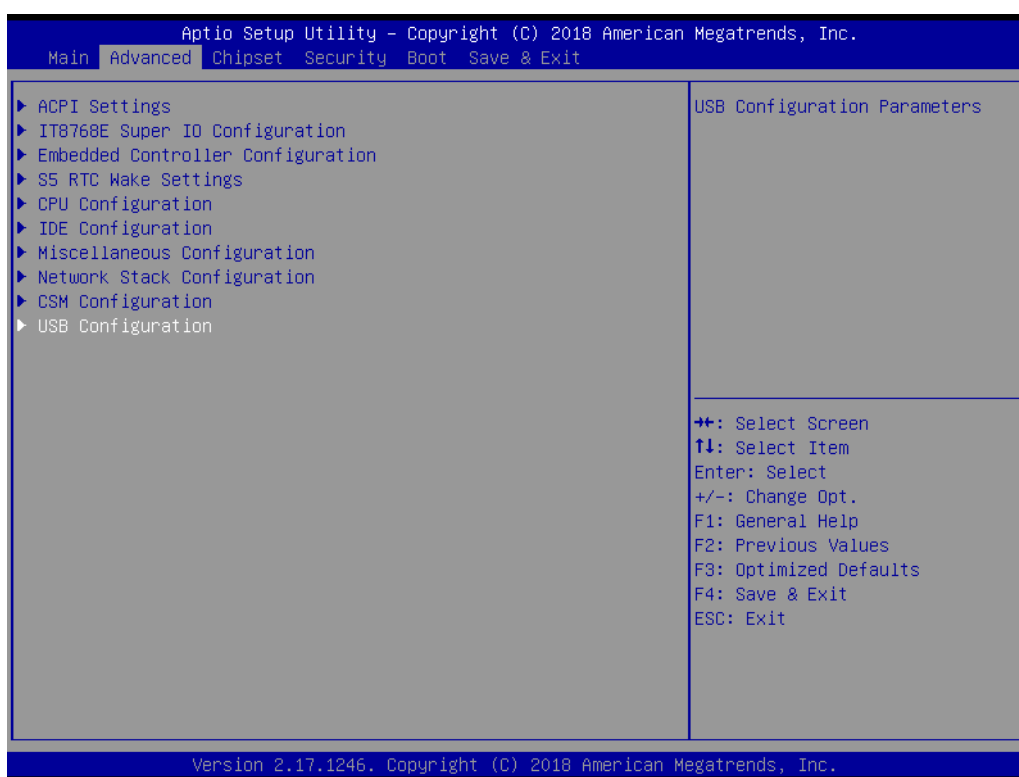 Aptio Setup Utility – Copyright (C) 2018 American Megatrends, Inc.
Main Advanced Chipset Security Boot Save & Exit
▶ ACPI Settings
▶ IT8768E Super IO Configuration
▶ Embedded Controller Configuration
▶ S5 RTC Wake Settings
▶ CPU Configuration
▶ IDE Configuration
▶ Miscellaneous Configuration
▶ Network Stack Configuration
▶ CSM Configuration
▶ USB Configuration
USB Configuration Parameters
→←: Select Screen
↑↓: Select Item
Enter: Select
+/-: Change Opt.
F1: General Help
F2: Previous Values
F3: Optimized Defaults
F4: Save & Exit
ESC: Exit
Version 2.17.1246. Copyright (C) 2018 American Megatrends, Inc.